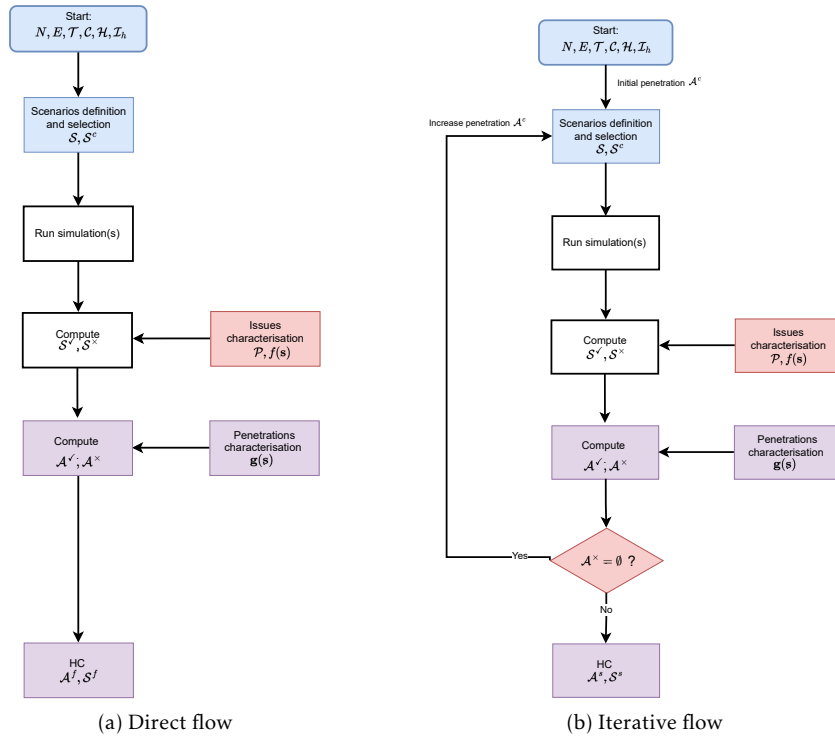 Start:
N, E, 𝒯, 𝒞, ℋ, ℐ_h
Scenarios definition
and selection
𝒮, 𝒮^c
Run simulation(s)
Compute
𝒮^✓, 𝒮^×
Issues
characterisation
𝒫, f(𝐬)
Compute
𝒜^✓, 𝒜^×
Penetrations
characterisation
𝐠(𝐬)
HC
𝒜^f, 𝒮^f
(a) Direct flow
Start:
N, E, 𝒯, 𝒞, ℋ, ℐ_h
Initial penetration 𝒜^c
Increase penetration 𝒜^c
Scenarios definition
and selection
𝒮, 𝒮^c
Run simulation(s)
Compute
𝒮^✓, 𝒮^×
Issues
characterisation
𝒫, f(𝐬)
Compute
𝒜^✓, 𝒜^×
Penetrations
characterisation
𝐠(𝐬)
Yes
𝒜^× = ∅ ?
No
HC
𝒜^s, 𝒮^s
(b) Iterative flow